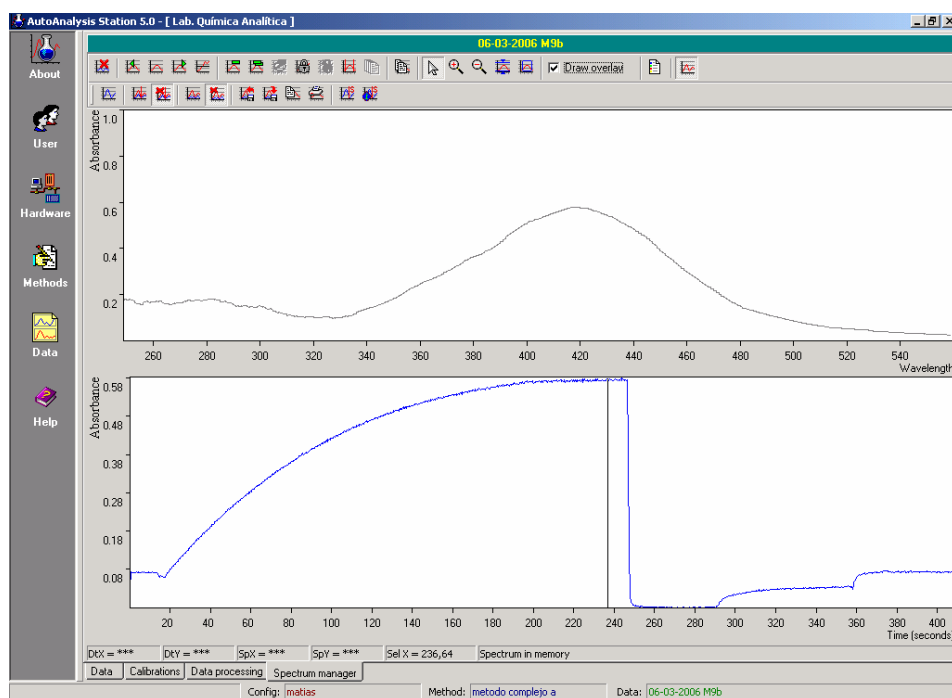 AutoAnalysis Station 5.0 - [ Lab. Química Analítica ]
06-03-2006 M9b
About
User
Hardware
Methods
Data
Help
Draw overlay
Absorbance
1.0
0.8
0.6
0.4
0.2
260 280 300 320 340 360 380 400 420 440 460 480 500 520 540
Wavelength
Absorbance
0.58
0.48
0.38
0.28
0.18
0.08
20 40 60 80 100 120 140 160 180 200 220 240 260 280 300 320 340 360 380 400
Time (seconds)
DtX = *** DtY = *** SpX = *** SpY = *** Sel X = 236,64 Spectrum in memory
Data Calibrations Data processing Spectrum manager
Config: matias Method: metodo complejo a Data: 06-03-2006 M9b